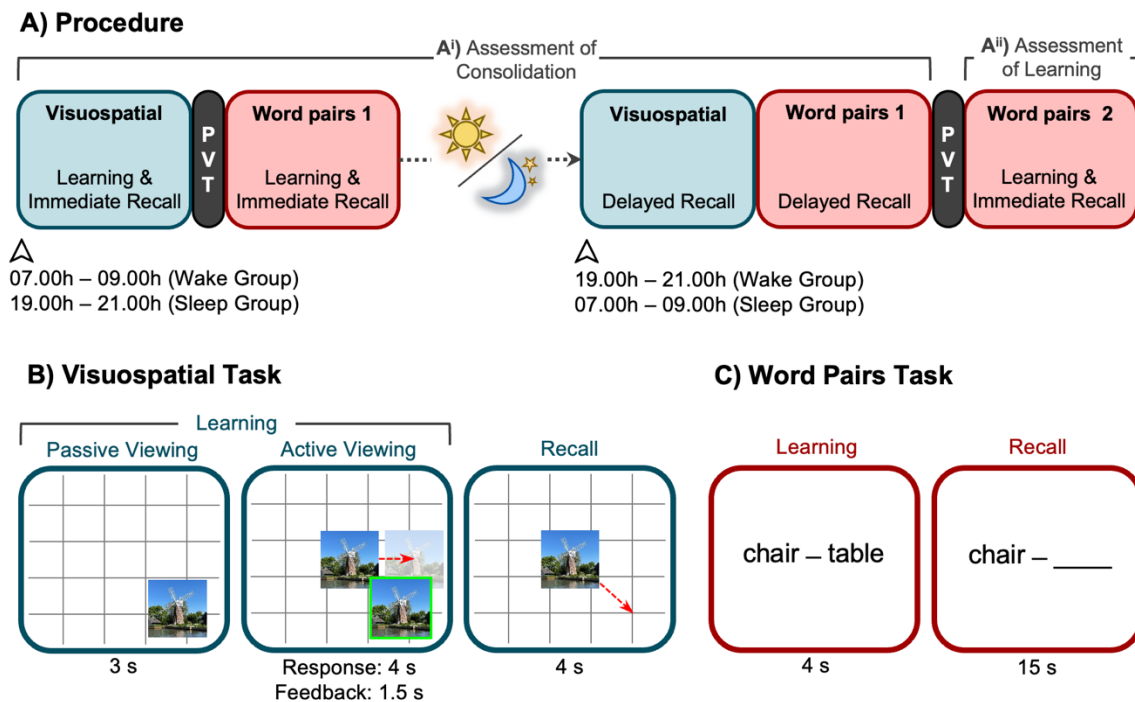 A) Procedure
Aⁱ) Assessment of
Consolidation
Aⁱⁱ) Assessment
of Learning
Visuospatial
Learning &
Immediate Recall
P
V
T
Word pairs 1
Learning &
Immediate Recall
Visuospatial
Delayed Recall
Word pairs 1
Delayed Recall
P
V
T
Word pairs 2
Learning &
Immediate Recall
07.00h – 09.00h (Wake Group)
19.00h – 21.00h (Sleep Group)
19.00h – 21.00h (Wake Group)
07.00h – 09.00h (Sleep Group)
B) Visuospatial Task
Learning
Passive Viewing
3 s
Active Viewing
Response: 4 s
Feedback: 1.5 s
Recall
4 s
C) Word Pairs Task
Learning
chair – table
4 s
Recall
chair – ____
15 s